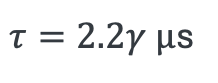 τ = 2.2γ μs